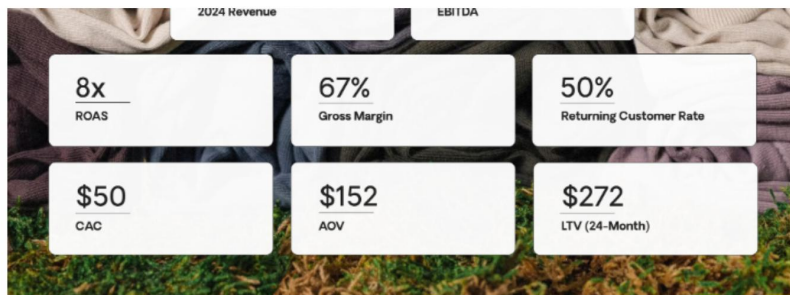 2024 Revenue
EBITDA
8x
ROAS
67%
Gross Margin
50%
Returning Customer Rate
$50
CAC
$152
AOV
$272
LTV (24-Month)